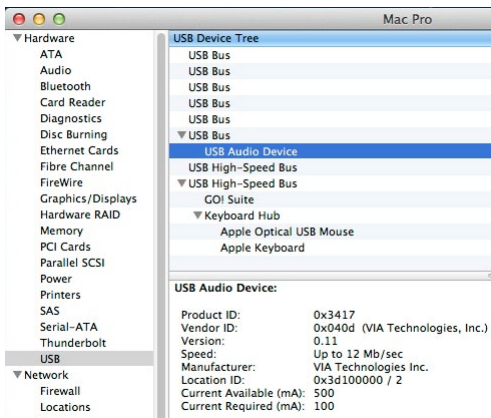 Mac Pro
Hardware
ATA
Audio
Bluetooth
Card Reader
Diagnostics
Disc Burning
Ethernet Cards
Fibre Channel
FireWire
Graphics/Displays
Hardware RAID
Memory
PCI Cards
Parallel SCSI
Power
Printers
SAS
Serial-ATA
Thunderbolt
USB
Network
Firewall
Locations
USB Device Tree
USB Bus
USB Bus
USB Bus
USB Bus
USB Bus
USB Audio Device
USB High-Speed Bus
USB High-Speed Bus
GO! Suite
Keyboard Hub
Apple Optical USB Mouse
Apple Keyboard
USB Audio Device:
Product ID: 0x3417
Vendor ID: 0x040d (VIA Technologies, Inc.)
Version: 0.11
Speed: Up to 12 Mb/sec
Manufacturer: VIA Technologies Inc.
Location ID: 0x3d100000 / 2
Current Available (mA): 500
Current Required (mA): 100